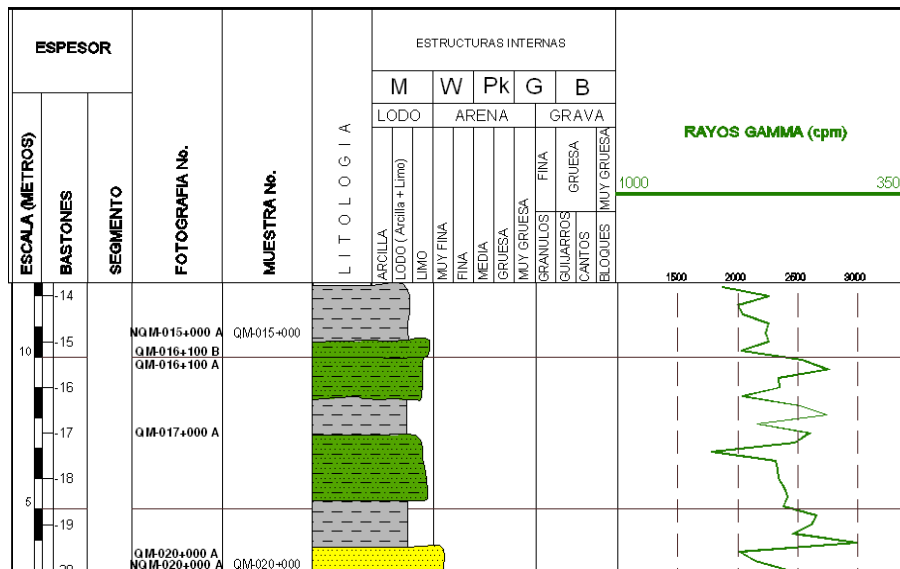 ESPESOR
ESCALA (METROS)
BASTONES
SEGMENTO
FOTOGRAFIA No.
MUESTRA No.
LITOLOGIA
ESTRUCTURAS INTERNAS
M W Pk G B
LODO ARENA GRAVA
FINA
GRUESA
MUY GRUESA
ARCILLA
LODO ( Arcilla + Limo)
LIMO
MUY FINA
FINA
MEDIA
GRUESA
MUY GRUESA
GRANULOS
GUIJARROS
CANTOS
BLOQUES
RAYOS GAMMA (cpm)
1000 350
1500 2000 2500 3000
-14
NQM-015+000 A QM-015+000
-15
10 QM-016+100 B
QM-016+100 A
-16
QM-017+000 A
-17
-18
5
-19
QM-020+000 A
NQM-020+000 A QM-020+000